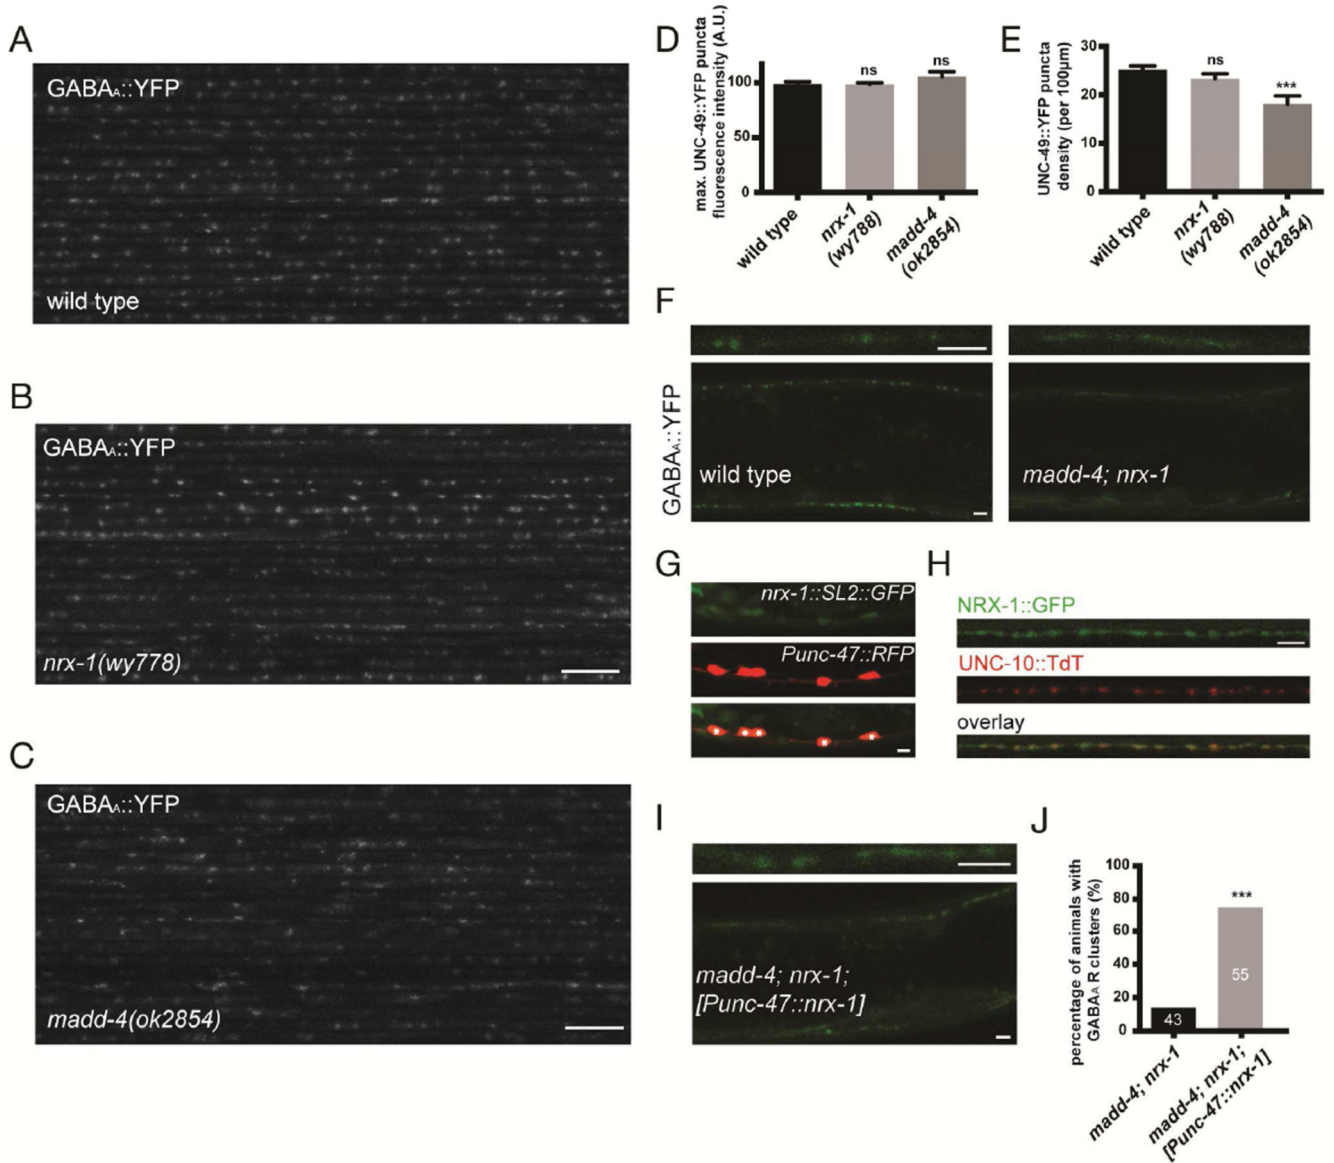 A
GABAA::YFP
wild type
B
GABAA::YFP
nrx-1(wy778)
C
GABAA::YFP
madd-4(ok2854)
D
max. UNC-49::YFP puncta
fluorescence intensity (A.U.)
100
50
0
ns
ns
wild type
nrx-1
(wy788)
madd-4
(ok2854)
E
UNC-49::YFP puncta
density (per 100μm)
30
20
10
0
ns
***
wild type
nrx-1
(wy788)
madd-4
(ok2854)
F
GABAA::YFP
wild type
madd-4; nrx-1
G
nrx-1::SL2::GFP
Punc-47::RFP
* ** * *
H
NRX-1::GFP
UNC-10::TdT
overlay
I
madd-4; nrx-1;
[Punc-47::nrx-1]
J
percentage of animals with
GABAA R clusters (%)
100
80
60
40
20
0
***
43
55
madd-4; nrx-1
madd-4; nrx-1;
[Punc-47::nrx-1]